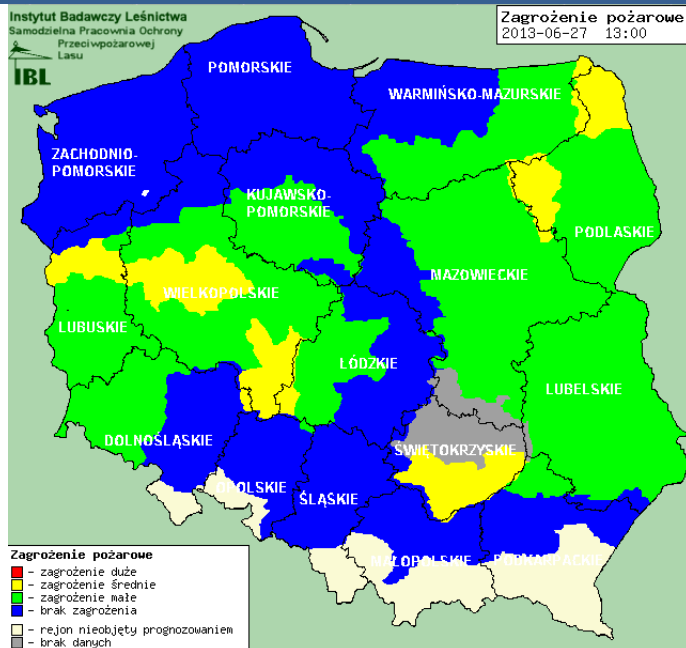 Instytut Badawczy Leśnictwa
Samodzielna Pracownia Ochrony
Przeciwpożarowej
Lasu
IBL
Zagrożenie pożarowe
2013-06-27 13:00
POMORSKIE
WARMIŃSKO-MAZURSKIE
ZACHODNIO-
POMORSKIE
KUJAWSKO-
POMORSKIE
PODLASKIE
MAZOWIECKIE
WIELKOPOLSKIE
LUBUSKIE
ŁÓDZKIE
LUBELSKIE
DOLNOŚLĄSKIE
ŚWIĘTOKRZYSKIE
OPOLSKIE
ŚLĄSKIE
MAŁOPOLSKIE
PODKARPACKIE
Zagrożenie pożarowe
- zagrożenie duże
- zagrożenie średnie
- zagrożenie małe
- brak zagrożenia
- rejon nieobjęty prognozowaniem
- brak danych